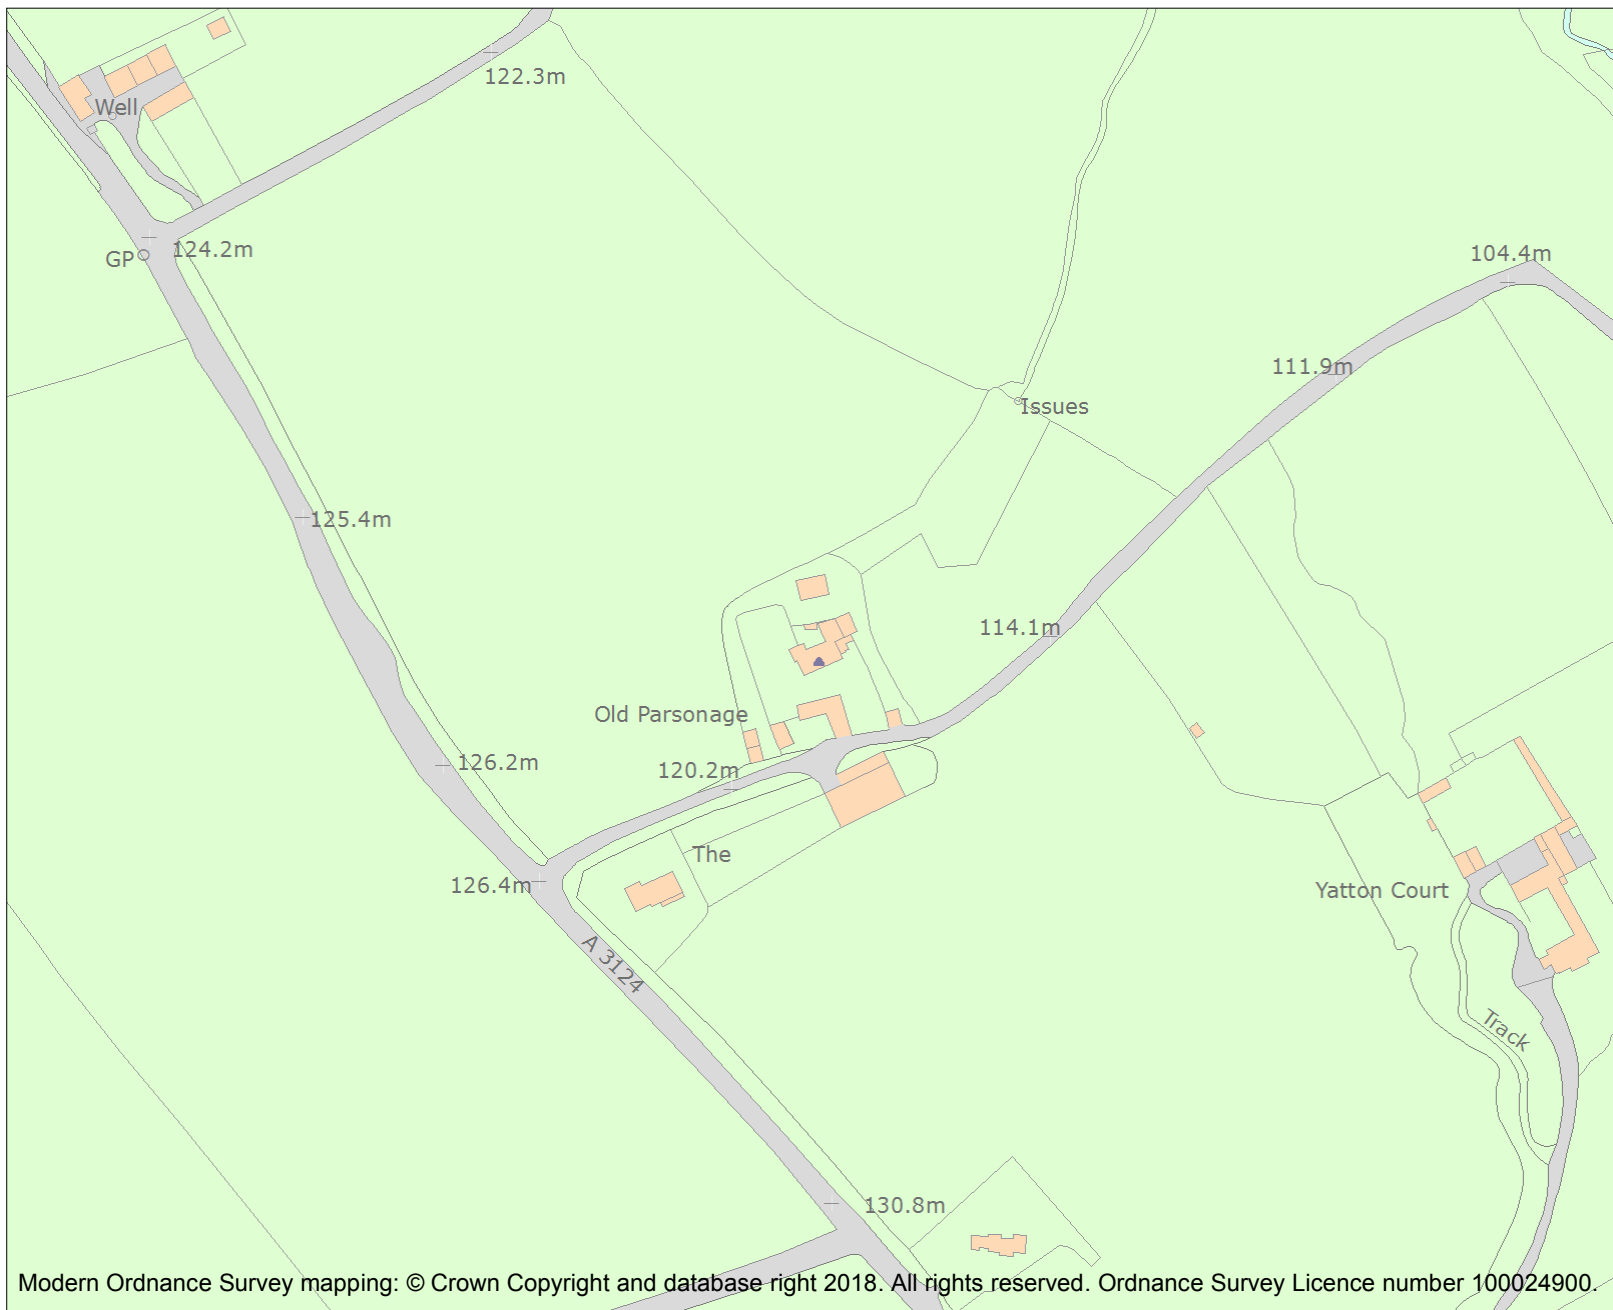 122.3m
Well
124.2m
GP
104.4m
111.9m
Issues
125.4m
114.1m
Old Parsonage
126.2m
120.2m
The
126.4m
Yatton Court
A 3124
Track
130.8m
Modern Ordnance Survey mapping: © Crown Copyright and database right 2018. All rights reserved. Ordnance Survey Licence number 100024900.